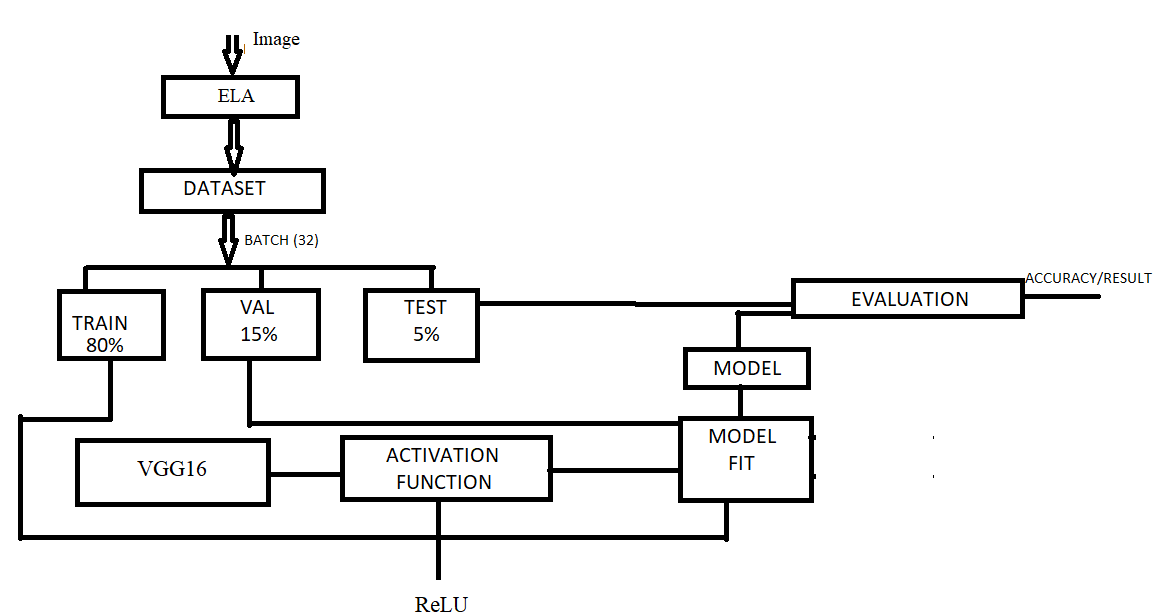 Image
ELA
DATASET
BATCH (32)
TRAIN
80%
VAL
15%
TEST
5%
EVALUATION
ACCURACY/RESULT
MODEL
MODEL
FIT
VGG16
ACTIVATION
FUNCTION
ReLU